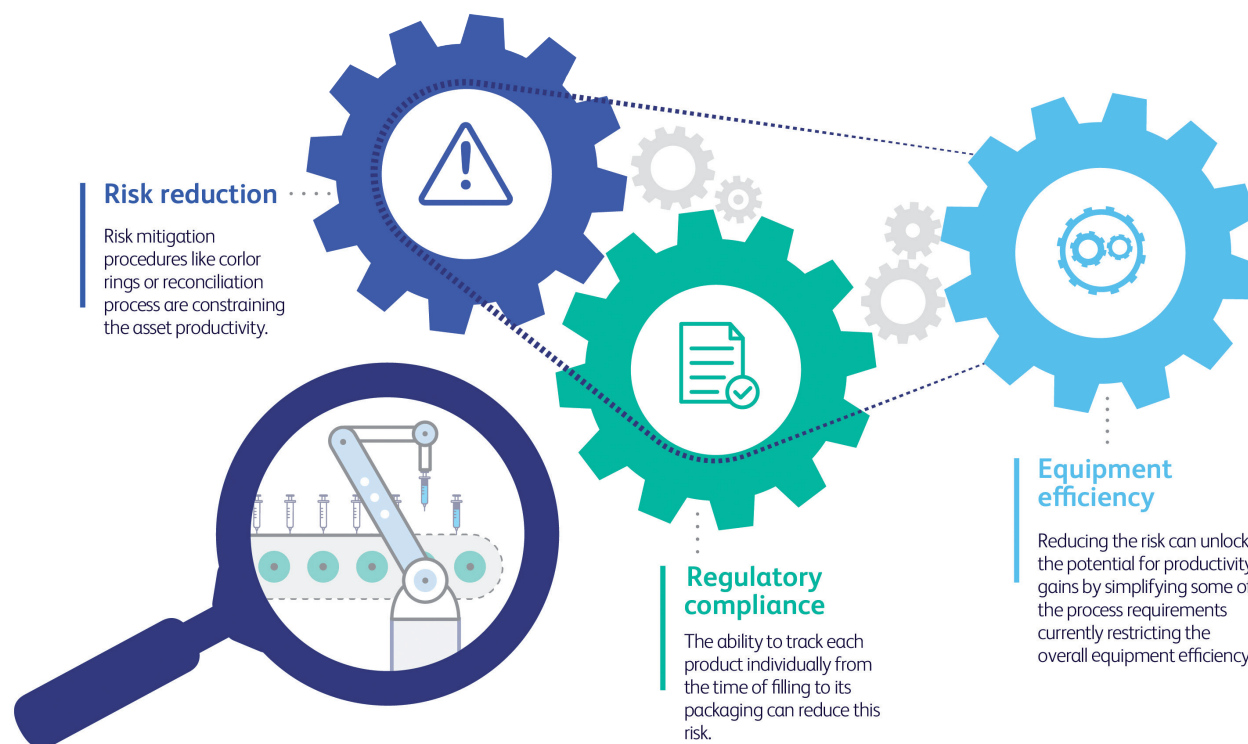 Risk reduction
Risk mitigation
procedures like corlor
rings or reconciliation
process are constraining
the asset productivity.
Regulatory
compliance
The ability to track each
product individually from
the time of filling to its
packaging can reduce this
risk.
Equipment
efficiency
Reducing the risk can unlock
the potential for productivity
gains by simplifying some of
the process requirements
currently restricting the
overall equipment efficiency